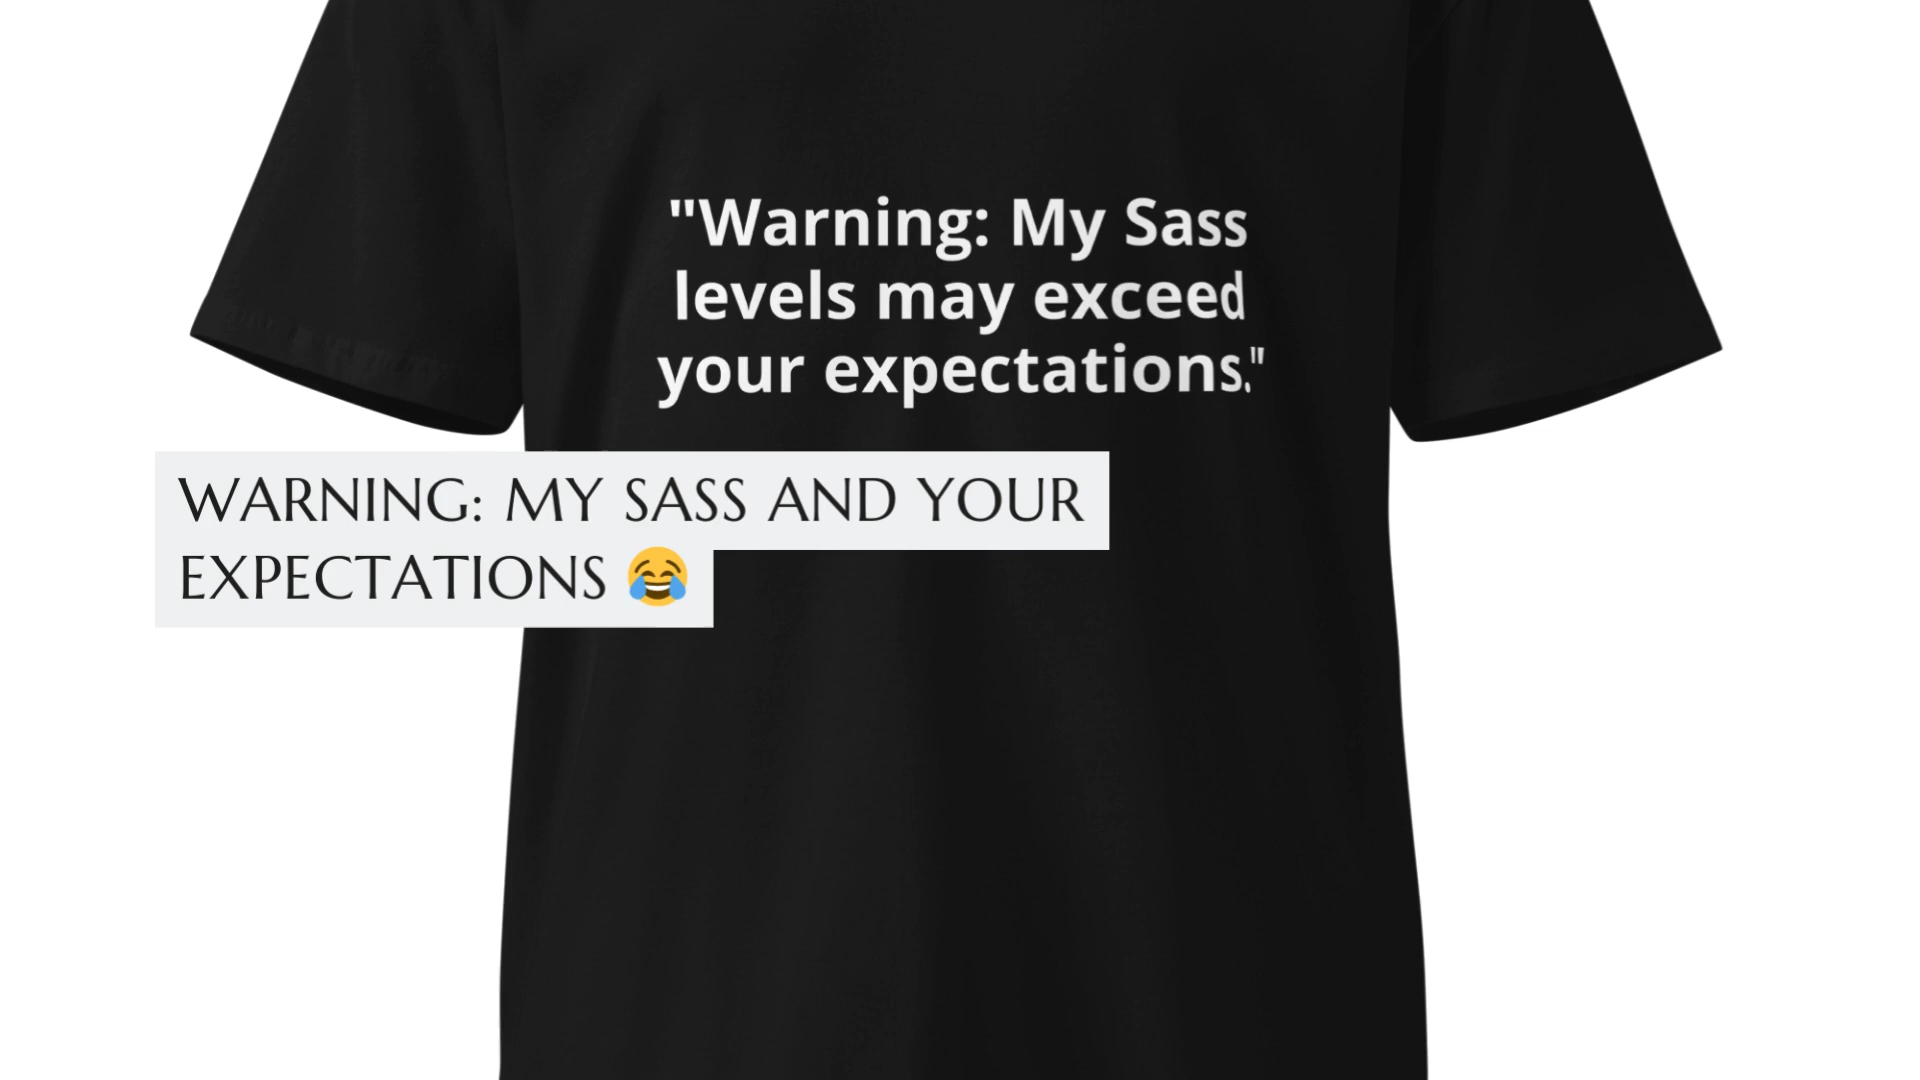 "Warning: My Sass
levels may exceed
your expectations."
WARNING: MY SASS AND YOUR
EXPECTATIONS 😂